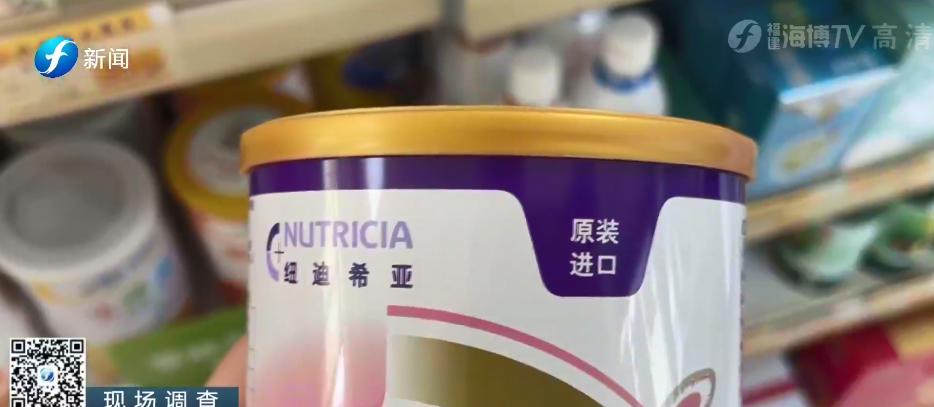 新闻
福建海博TV 高清
NUTRICIA
纽迪希亚
原装
进口
现场调查